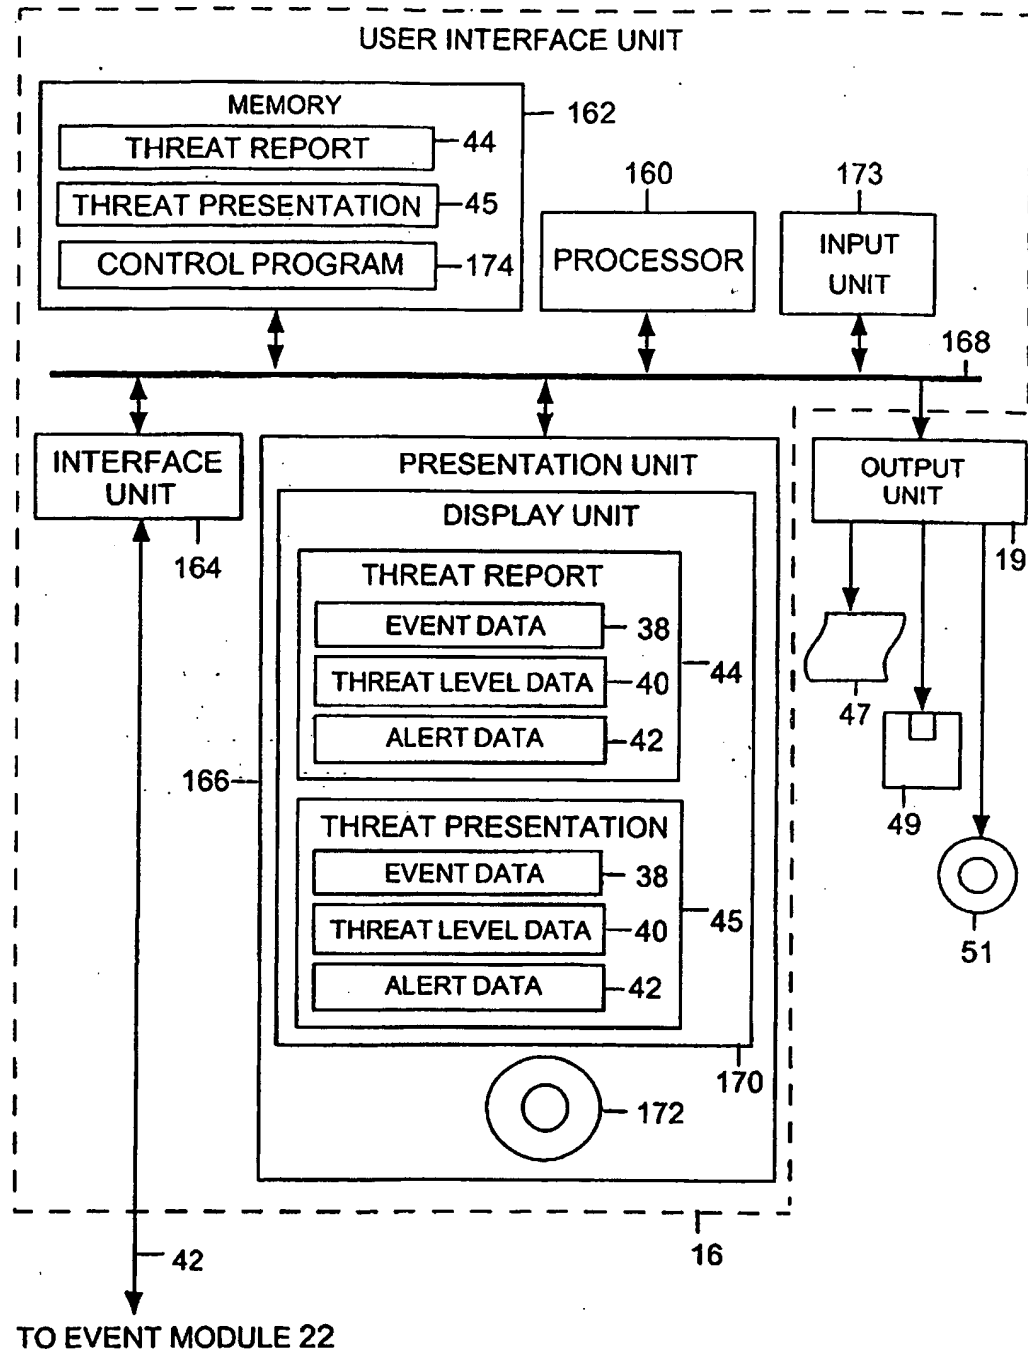 USER INTERFACE UNIT
MEMORY
162
THREAT REPORT
44
THREAT PRESENTATION
45
CONTROL PROGRAM
174
160
PROCESSOR
173
INPUT
UNIT
168
INTERFACE
UNIT
164
PRESENTATION UNIT
DISPLAY UNIT
THREAT REPORT
EVENT DATA
38
THREAT LEVEL DATA
40
ALERT DATA
42
44
166
THREAT PRESENTATION
EVENT DATA
38
THREAT LEVEL DATA
40
ALERT DATA
42
45
170
172
OUTPUT
UNIT
19
47
49
51
16
42
TO EVENT MODULE 22